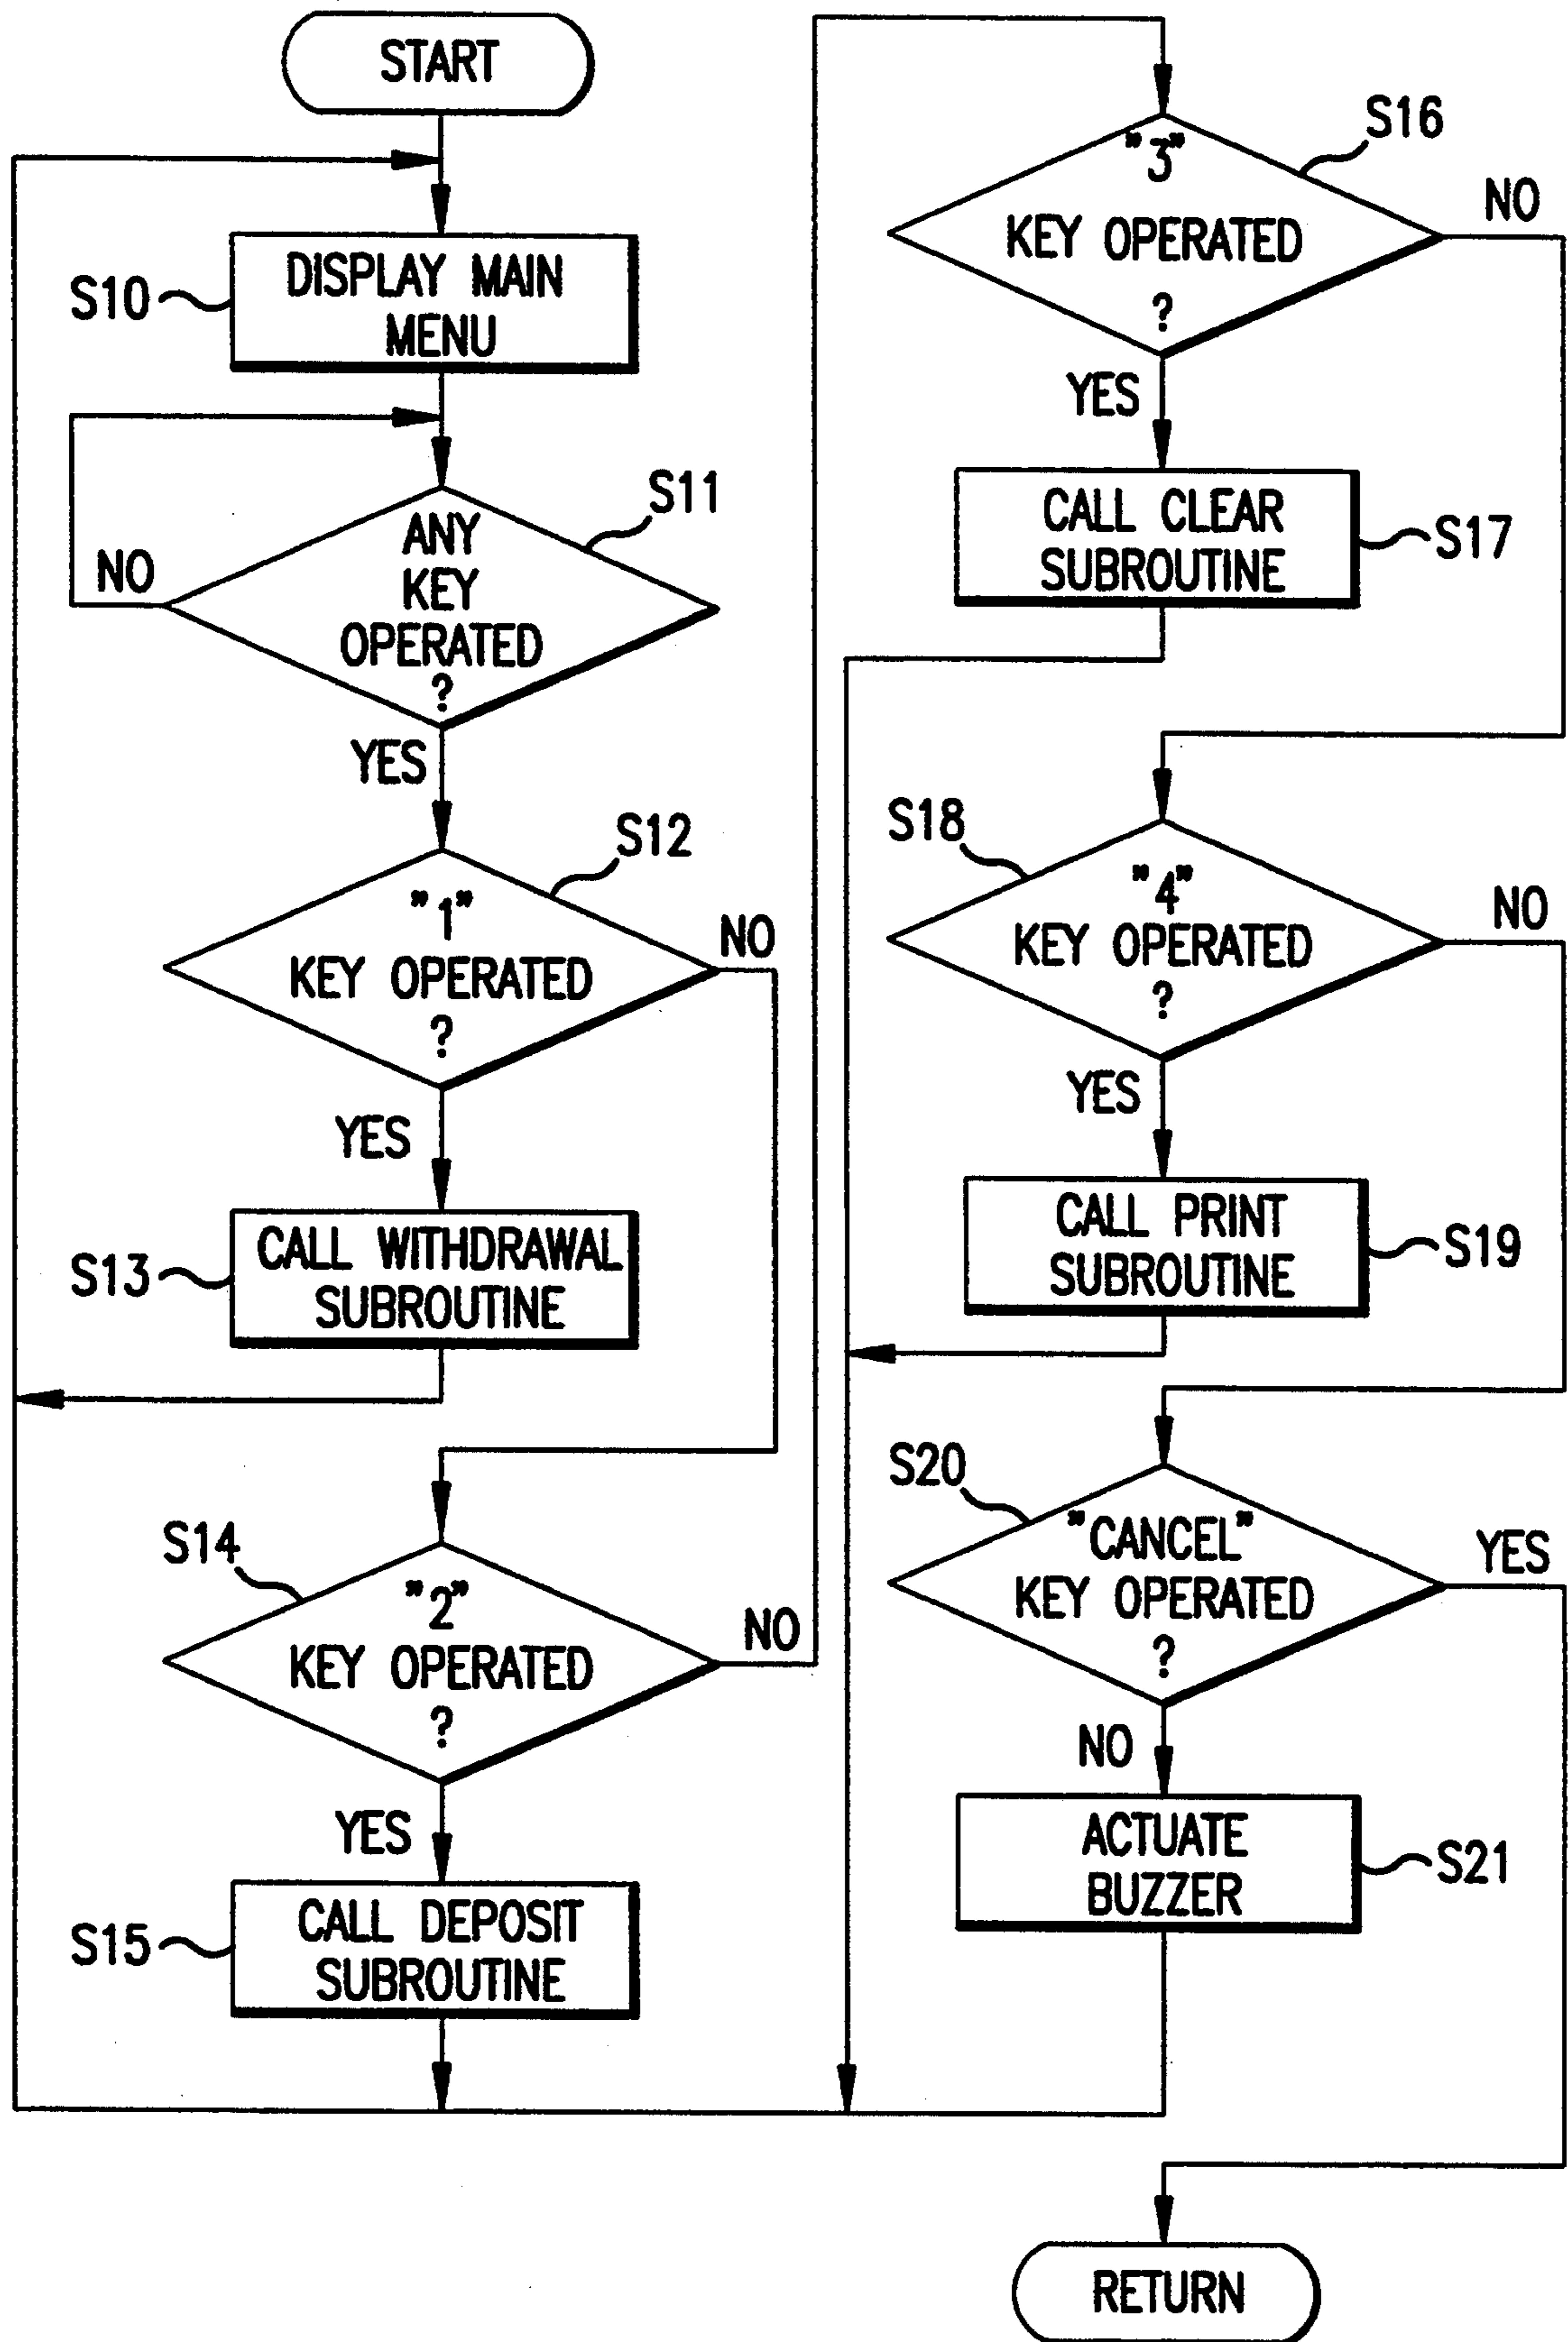 START
S10
DISPLAY MAIN
MENU
S11
ANY
KEY
OPERATED
?
NO
YES
S12
"1"
KEY OPERATED
?
NO
YES
S13
CALL WITHDRAWAL
SUBROUTINE
S14
"2"
KEY OPERATED
?
NO
YES
S15
CALL DEPOSIT
SUBROUTINE
S16
"3"
KEY OPERATED
?
NO
YES
CALL CLEAR
SUBROUTINE
S17
S18
"4"
KEY OPERATED
?
NO
YES
CALL PRINT
SUBROUTINE
S19
S20
"CANCEL"
KEY OPERATED
?
YES
NO
ACTUATE
BUZZER
S21
RETURN